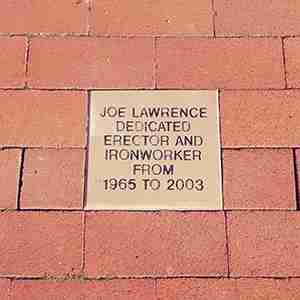 JOE LAWRENCE
DEDICATED
ERECTOR AND
IRONWORKER
FROM
1965 TO 2003